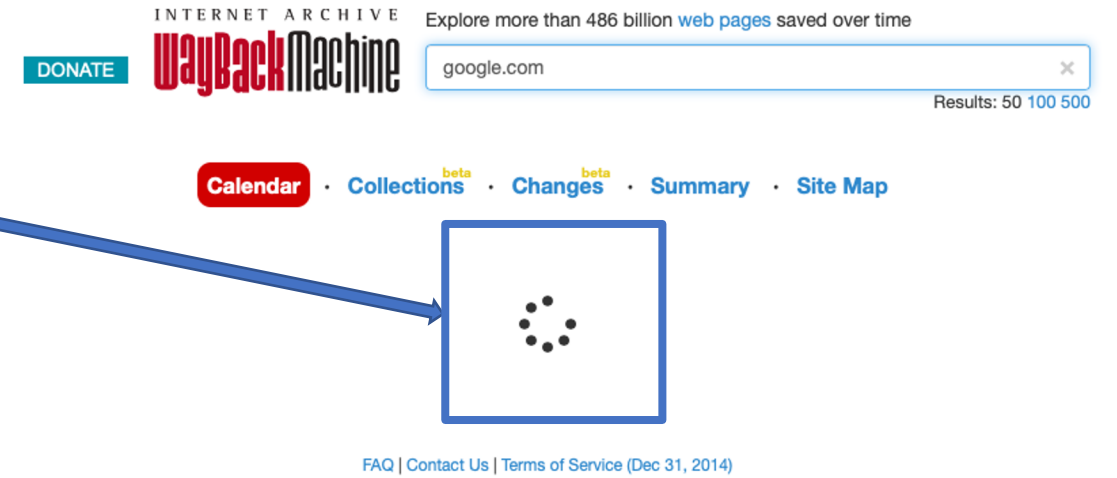 INTERNET ARCHIVE
WayBackMachine
DONATE
Explore more than 486 billion web pages saved over time
google.com ×
Results: 50 100 500
Calendar · Collections beta · Changes beta · Summary · Site Map
FAQ | Contact Us | Terms of Service (Dec 31, 2014)